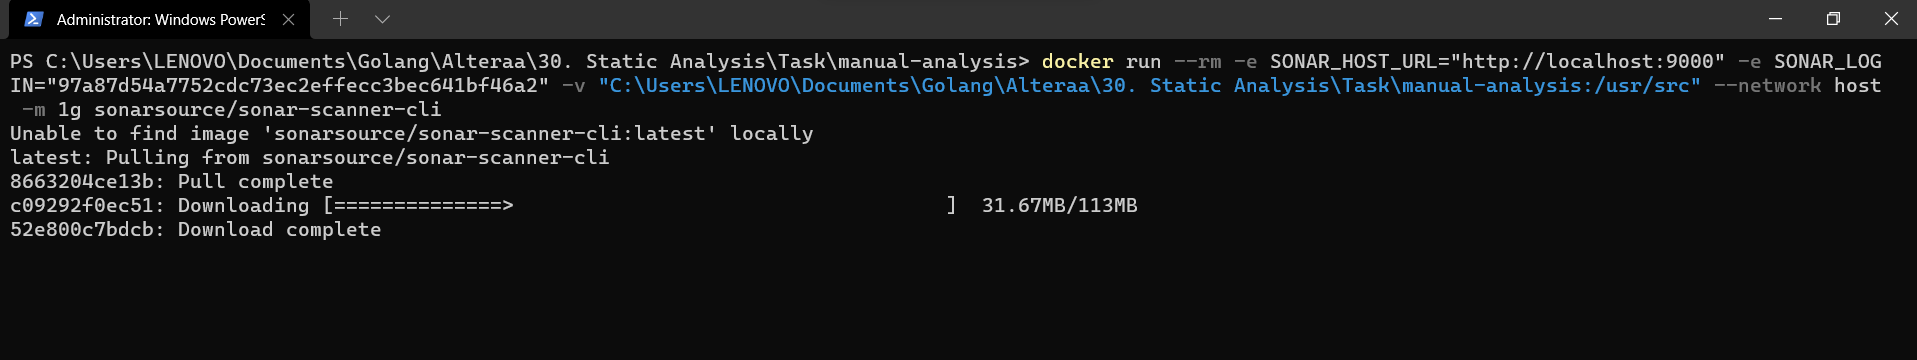 Administrator: Windows PowerS
PS C:\Users\LENOVO\Documents\Golang\Alteraa\30. Static Analysis\Task\manual-analysis> docker run --rm -e SONAR_HOST_URL="http://localhost:9000" -e SONAR_LOG
IN="97a87d54a7752cdc73ec2effecc3bec641bf46a2" -v "C:\Users\LENOVO\Documents\Golang\Alteraa\30. Static Analysis\Task\manual-analysis:/usr/src" --network host
-m 1g sonarsource/sonar-scanner-cli
Unable to find image 'sonarsource/sonar-scanner-cli:latest' locally
latest: Pulling from sonarsource/sonar-scanner-cli
8663204ce13b: Pull complete
c09292f0ec51: Downloading [==============>                                    ]  31.67MB/113MB
52e800c7bdcb: Download complete